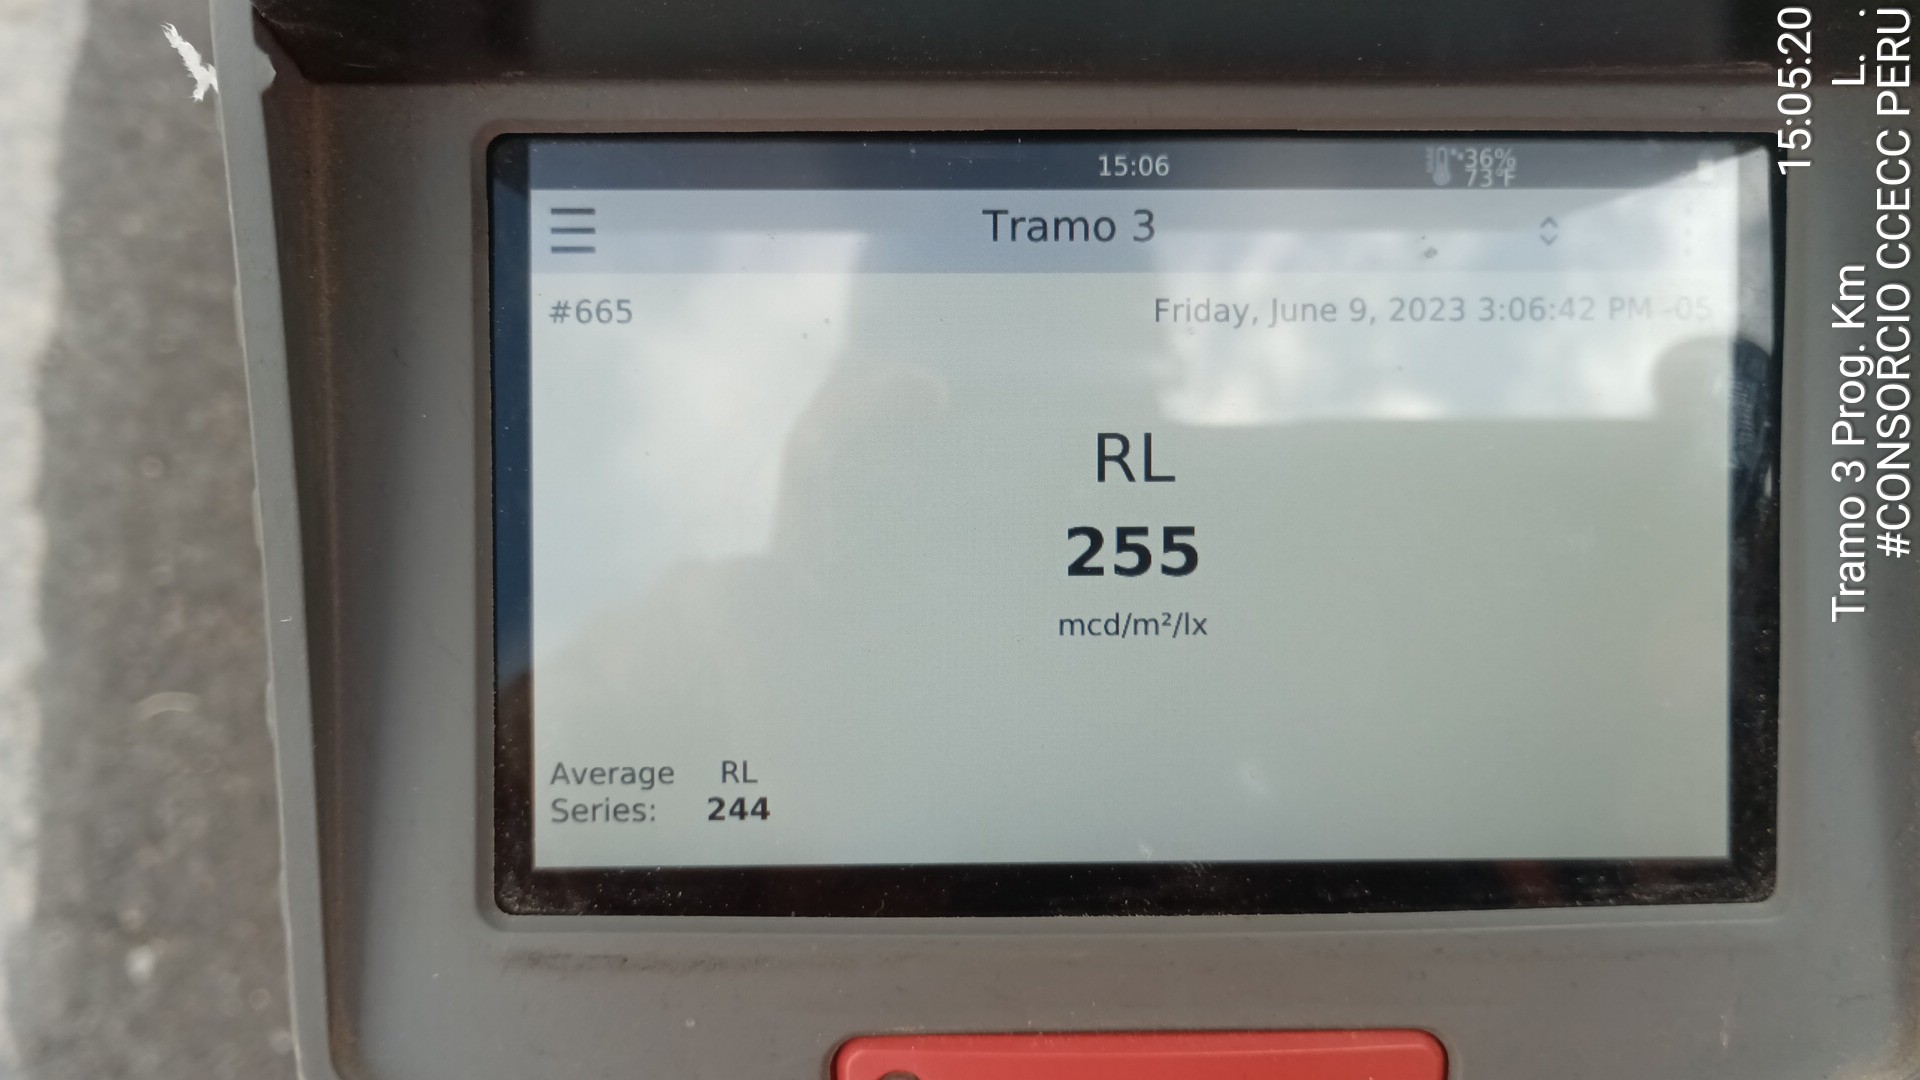 15:06
36%
73°F
Tramo 3
#665
Friday, June 9, 2023 3:06:42 PM -05
RL
255
mcd/m²/lx
Average RL
Series: 244
15:05:20
Tramo 3 Prog. Km L. .
#CONSORCIO CCECC PERU